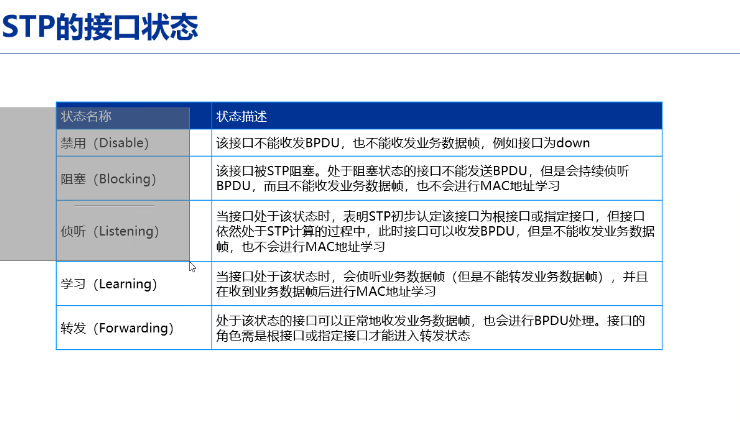 STP的接口状态
状态名称 状态描述
禁用（Disable） 该接口不能收发BPDU，也不能收发业务数据帧，例如接口为down
阻塞（Blocking） 该接口被STP阻塞。处于阻塞状态的接口不能发送BPDU，但是会持续侦听
BPDU，而且不能收发业务数据帧，也不会进行MAC地址学习
侦听（Listening） 当接口处于该状态时，表明STP初步认定该接口为根接口或指定接口，但接口
依然处于STP计算的过程中，此时接口可以收发BPDU，但是不能收发业务数据
帧，也不会进行MAC地址学习
学习（Learning） 当接口处于该状态时，会侦听业务数据帧（但是不能转发业务数据帧），并且
在收到业务数据帧后进行MAC地址学习
转发（Forwarding） 处于该状态的接口可以正常地收发业务数据帧，也会进行BPDU处理。接口的
角色需是根接口或指定接口才能进入转发状态